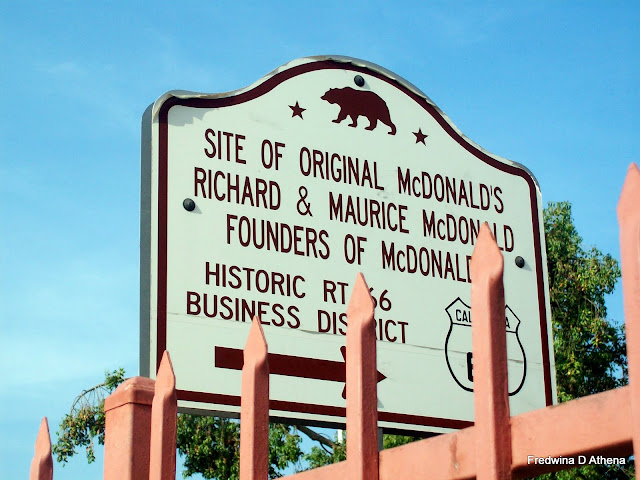 SITE OF ORIGINAL McDONALD'S
RICHARD & MAURICE McDONALD
FOUNDERS OF McDONALD
HISTORIC RT 66
BUSINESS DISTRICT
Fredwina D Athena